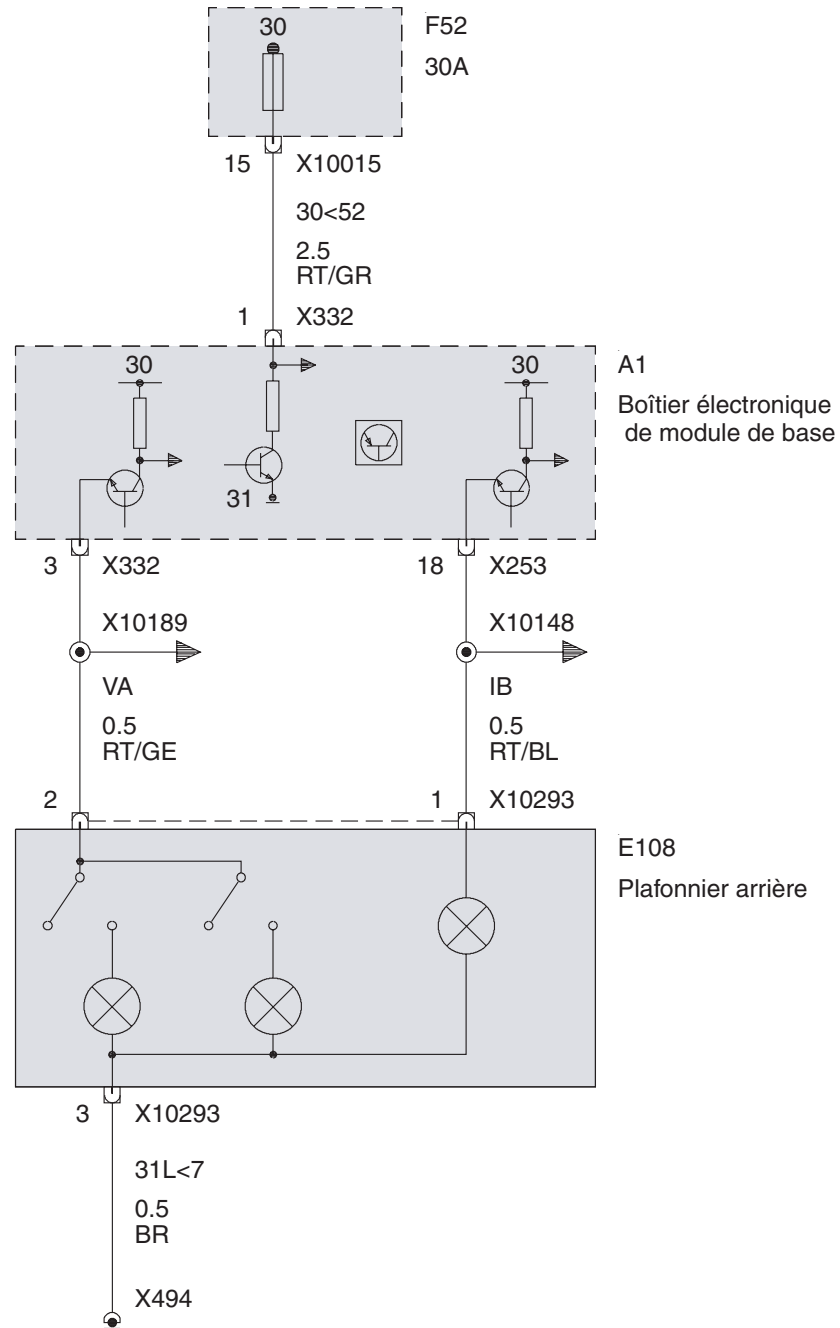 30
F52
30A
15 X10015
30<52
2.5
RT/GR
1 X332
30
30
A1
Boîtier électronique
de module de base
31
3 X332
18 X253
X10189
X10148
VA
IB
0.5
RT/GE
0.5
RT/BL
2
1 X10293
E108
Plafonnier arrière
3 X10293
31L<7
0.5
BR
X494